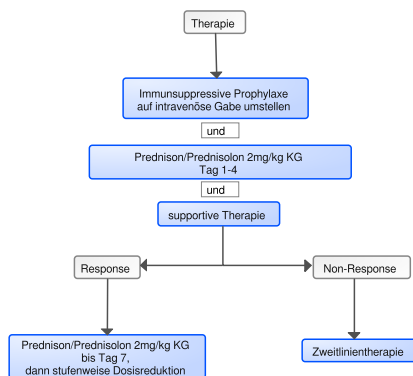 Therapie
Immunsuppressive Prophylaxe
auf intravenöse Gabe umstellen
und
Prednison/Prednisolon 2mg/kg KG
Tag 1-4
und
supportive Therapie
Response
Non-Response
Prednison/Prednisolon 2mg/kg KG
bis Tag 7,
dann stufenweise Dosisreduktion
Zweitlinientherapie